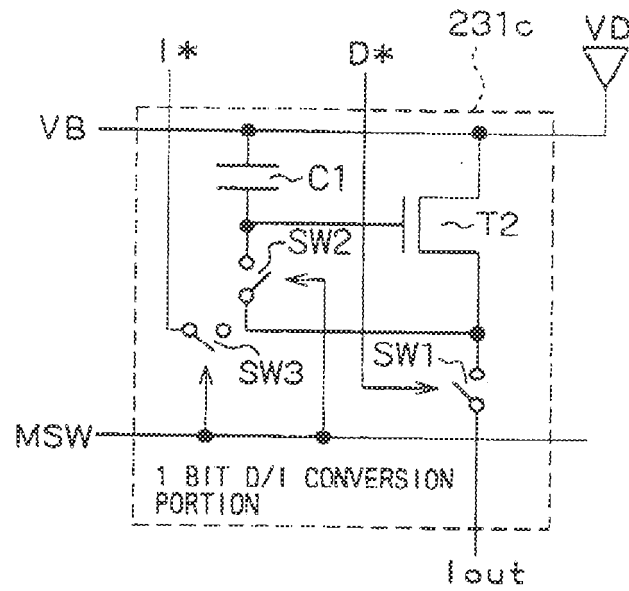 231c
VD
I*
D*
VB
C1
T2
SW2
SW1
SW3
MSW
1 BIT D/I CONVERSION
PORTION
Iout